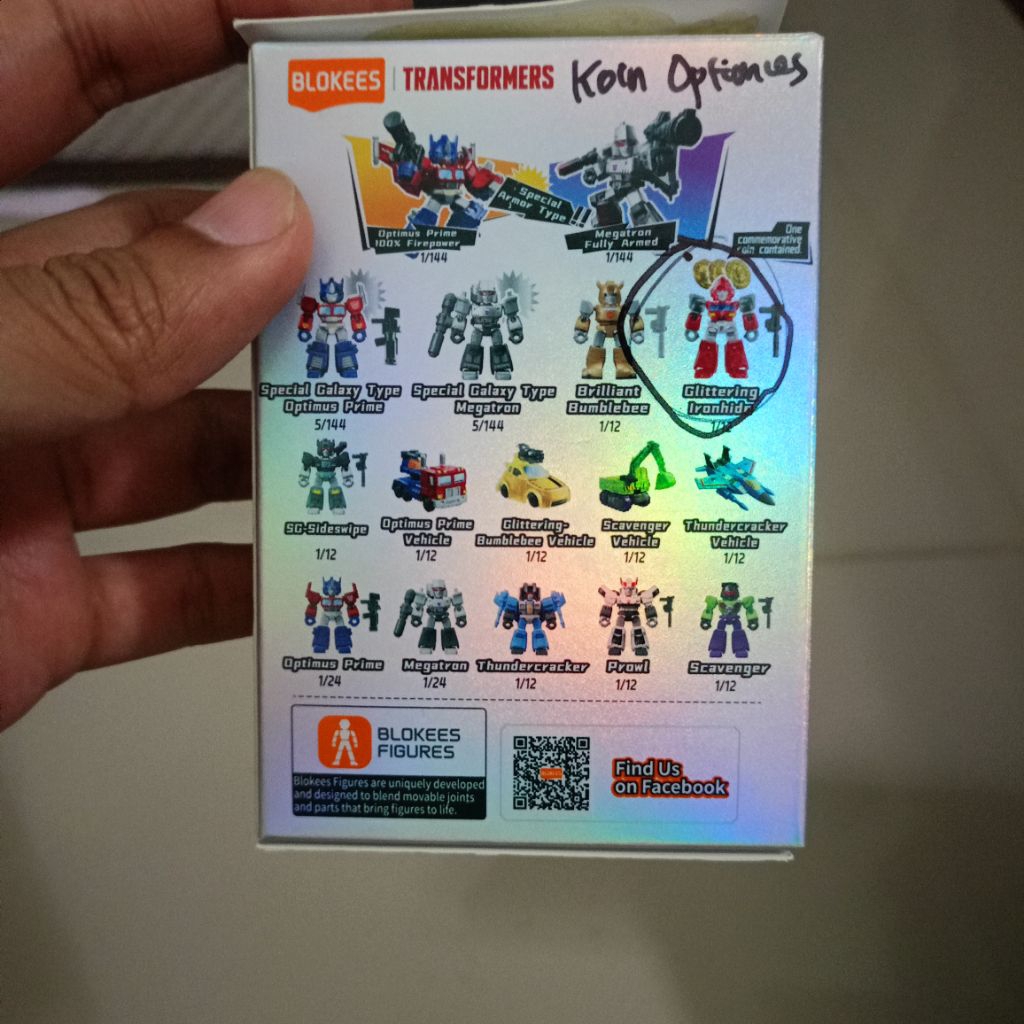 BLOKEES | TRANSFORMERS Koin
Special
Armor Type !!
Optimus Prime
100% Firepower
1/144
Megatron
Fully Armed
1/144
One
commemorative
coin contained.
Special Galaxy Type
Optimus Prime
5/144
Special Galaxy Type
Megatron
5/144
Brilliant
Bumblebee
1/12
Glittering
Ironhide
1/12
SG-Sideswipe
1/12
Optimus Prime
Vehicle
1/12
Glittering-
Bumblebee Vehicle
1/12
Scavenger
Vehicle
1/12
Thundercracker
Vehicle
1/12
Optimus Prime
1/24
Megatron
1/24
Thundercracker
1/12
Prowl
1/12
Scavenger
1/12
BLOKEES
FIGURES
Blokees Figures are uniquely developed
and designed to blend movable joints
and parts that bring figures to life.
BLOKEES
Find Us
on Facebook